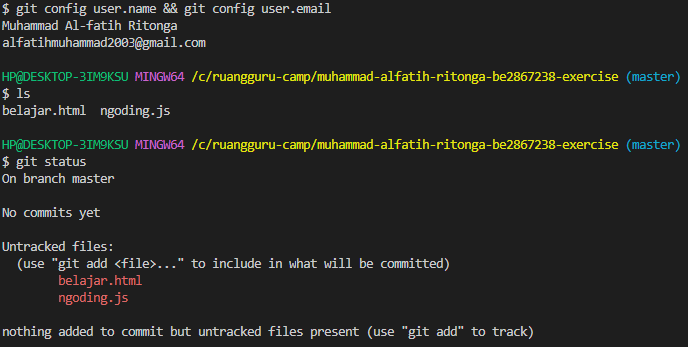 $ git config user.name && git config user.email
Muhammad Al-fatih Ritonga
alfatihmuhammad2003@gmail.com
HP@DESKTOP-3IM9KSU MINGW64 /c/ruangguru-camp/muhammad-alfatih-ritonga-be2867238-exercise (master)
$ ls
belajar.html  ngoding.js
HP@DESKTOP-3IM9KSU MINGW64 /c/ruangguru-camp/muhammad-alfatih-ritonga-be2867238-exercise (master)
$ git status
On branch master
No commits yet
Untracked files:
  (use "git add <file>..." to include in what will be committed)
        belajar.html
        ngoding.js
nothing added to commit but untracked files present (use "git add" to track)